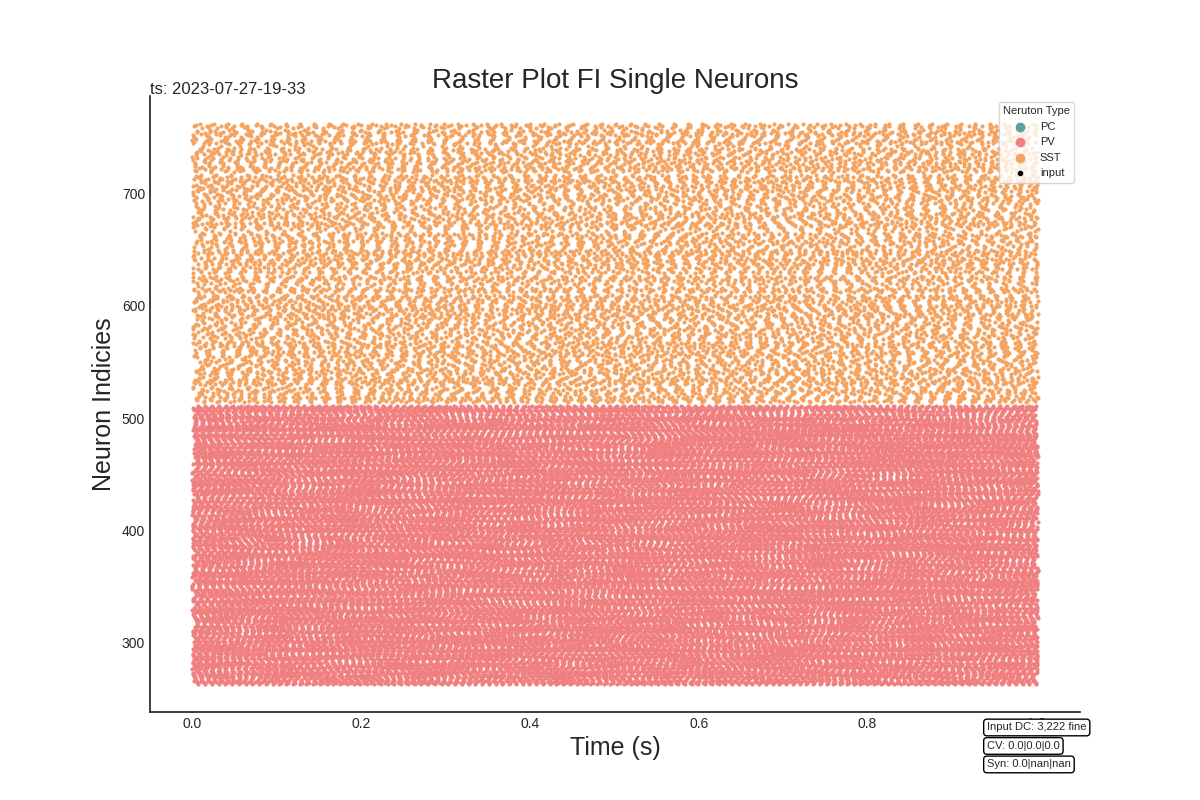 Raster Plot FI Single Neurons
ts: 2023-07-27-19-33
Neruton Type
PC
PV
SST
input
700
600
500
400
300
Neuron Indicies
0.0
0.2
0.4
0.6
0.8
Time (s)
Input DC: 3,222 fine
CV: 0.0|0.0|0.0
Syn: 0.0|nan|nan